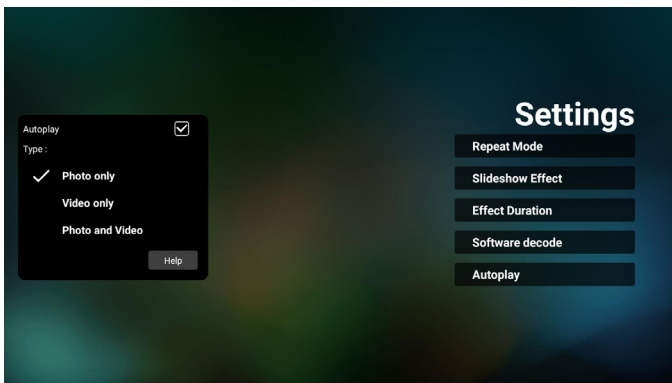 Autoplay
Type :
Photo only
Video only
Photo and Video
Help
Settings
Repeat Mode
Slideshow Effect
Effect Duration
Software decode
Autoplay